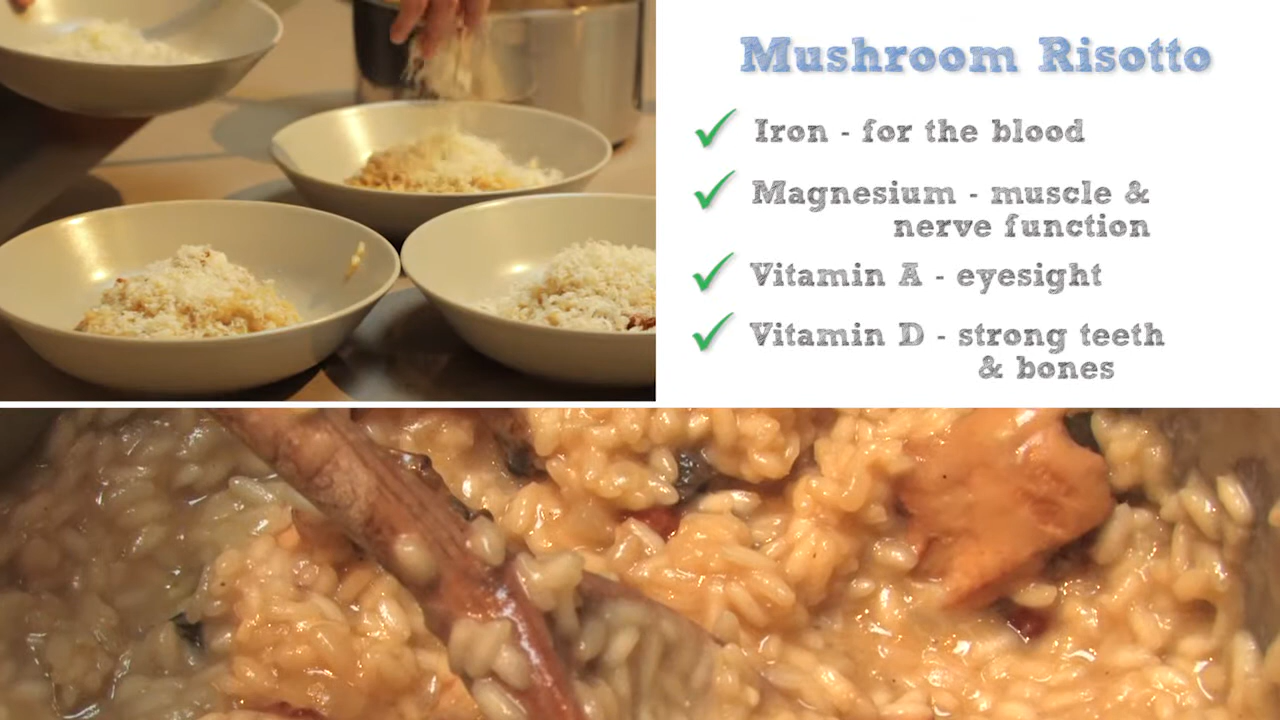 Mushroom Risotto
Iron - for the blood
Magnesium - muscle &
nerve function
Vitamin A - eyesight
Vitamin D - strong teeth
& bones